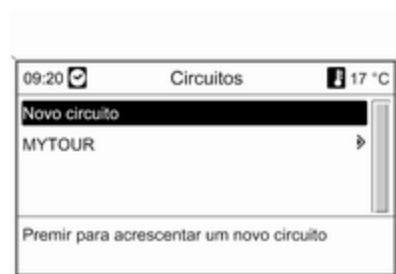 09:20 Circuitos 17 °C
Novo circuito
MYTOUR
Premir para acrescentar um novo circuito